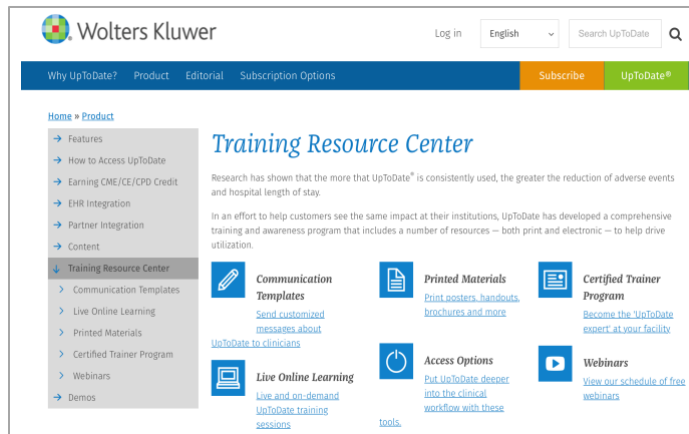 Wolters Kluwer
Log in
English
Search UpToDate
Why UpToDate? Product Editorial Subscription Options
Subscribe
UpToDate®
Home » Product
Features
How to Access UpToDate
Earning CME/CE/CPD Credit
EHR Integration
Partner Integration
Content
Training Resource Center
Communication Templates
Live Online Learning
Printed Materials
Certified Trainer Program
Webinars
Demos
Training Resource Center
Research has shown that the more that UpToDate® is consistently used, the greater the reduction of adverse events
and hospital length of stay.
In an effort to help customers see the same impact at their institutions, UpToDate has developed a comprehensive
training and awareness program that includes a number of resources — both print and electronic — to help drive
utilization.
Communication
Templates
Send customized
messages about
UpToDate to clinicians
Printed Materials
Print posters, handouts,
brochures and more
Certified Trainer
Program
Become the 'UpToDate
expert' at your facility
Live Online Learning
Live and on-demand
UpToDate training
sessions
Access Options
Put UpToDate deeper
into the clinical
workflow with these
tools.
Webinars
View our schedule of free
webinars